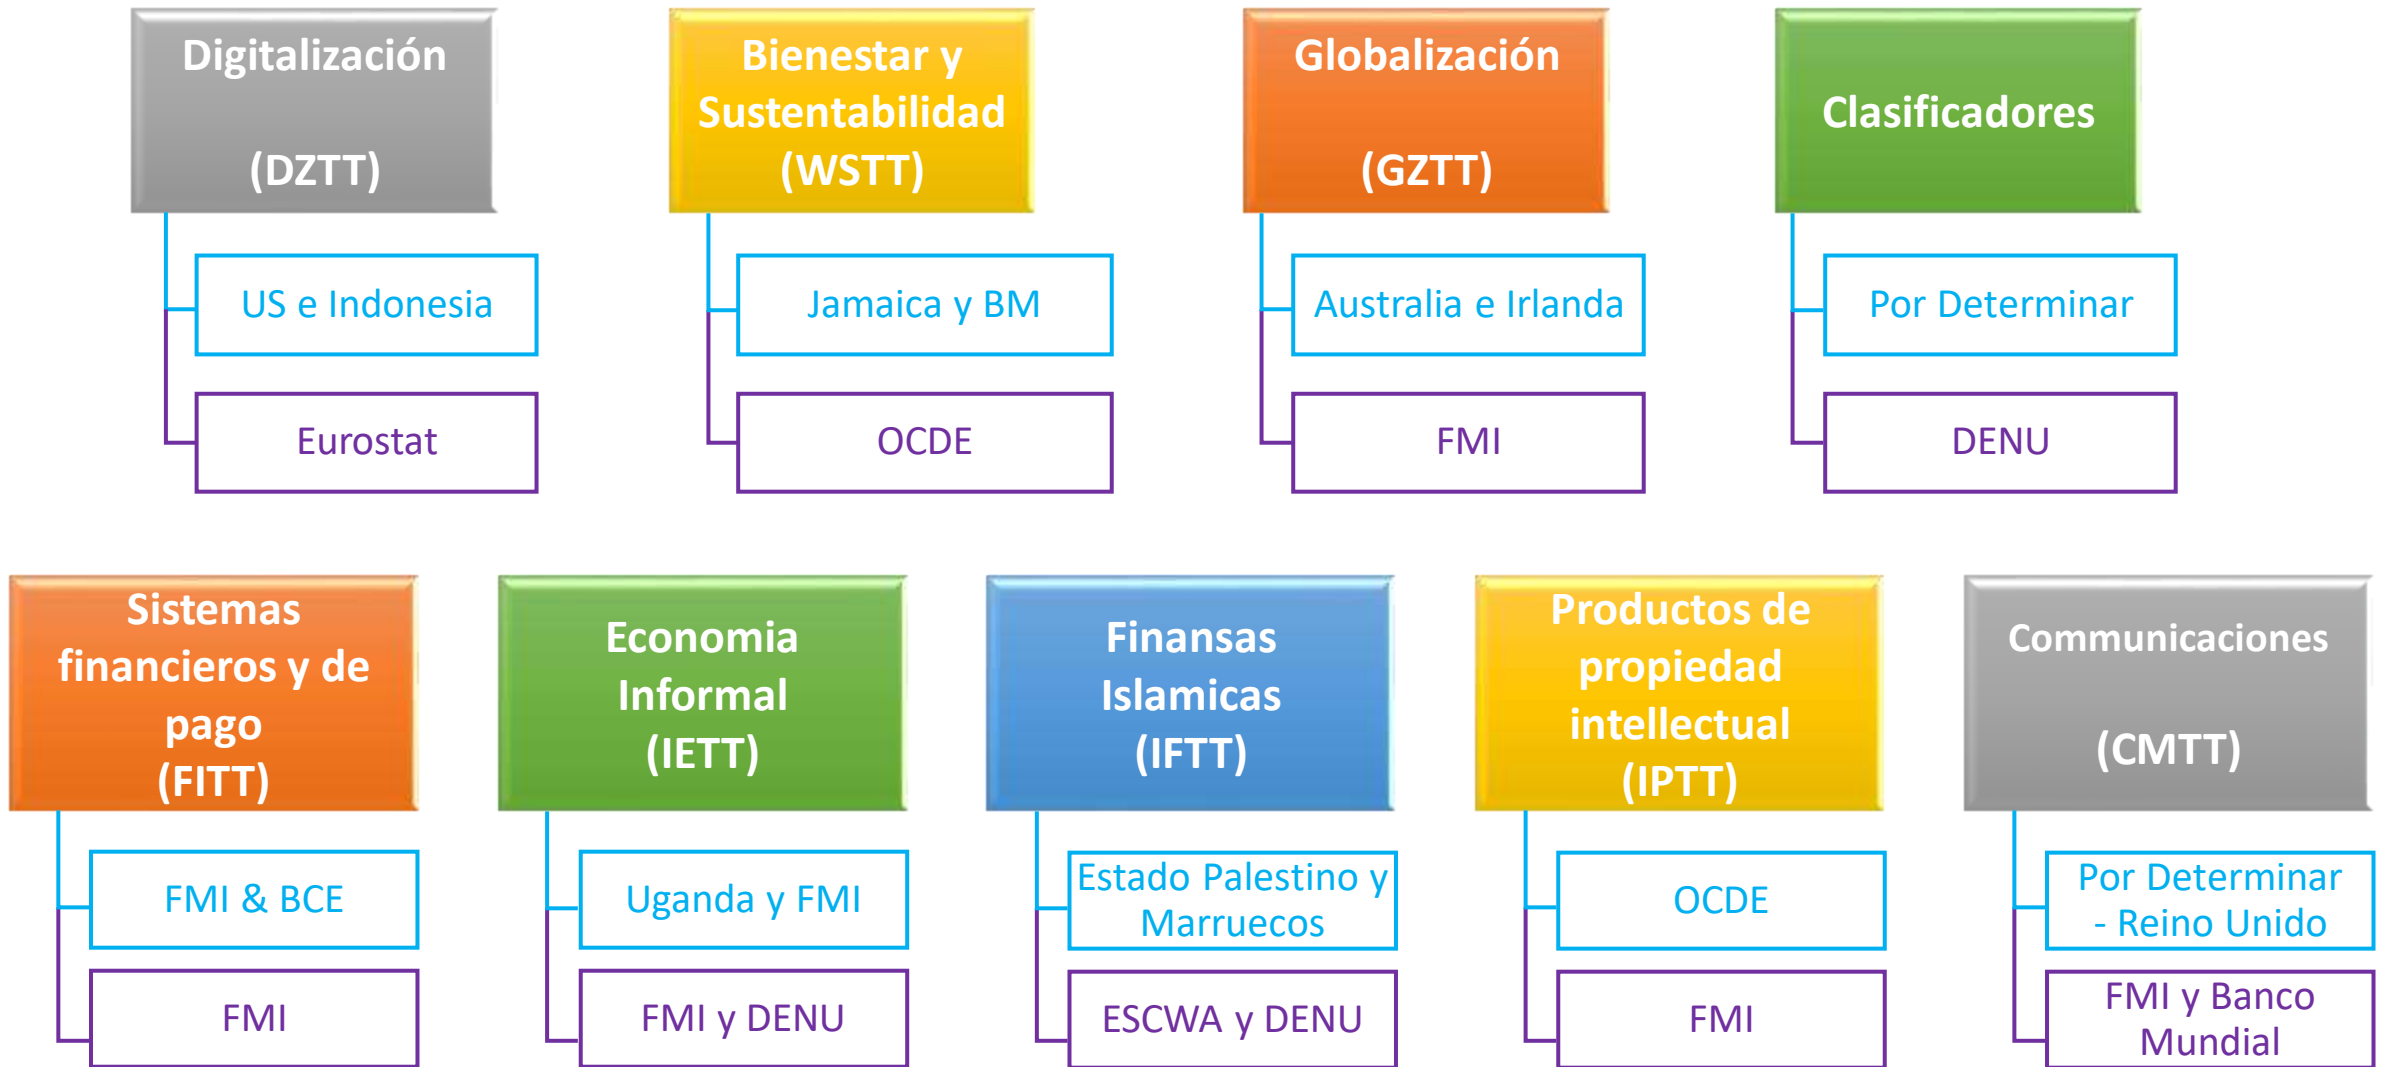 Digitalización
(DZTT)
US e Indonesia
Eurostat
Bienestar y
Sustentabilidad
(WSTT)
Jamaica y BM
OCDE
Globalización
(GZTT)
Australia e Irlanda
FMI
Clasificadores
Por Determinar
DENU
Sistemas
financieros y de
pago
(FITT)
FMI & BCE
FMI
Economia
Informal
(IETT)
Uganda y FMI
FMI y DENU
Finansas
Islamicas
(IFTT)
Estado Palestino y
Marruecos
ESCWA y DENU
Productos de
propiedad
intellectual
(IPTT)
OCDE
FMI
Communicaciones
(CMTT)
Por Determinar
- Reino Unido
FMI y Banco
Mundial